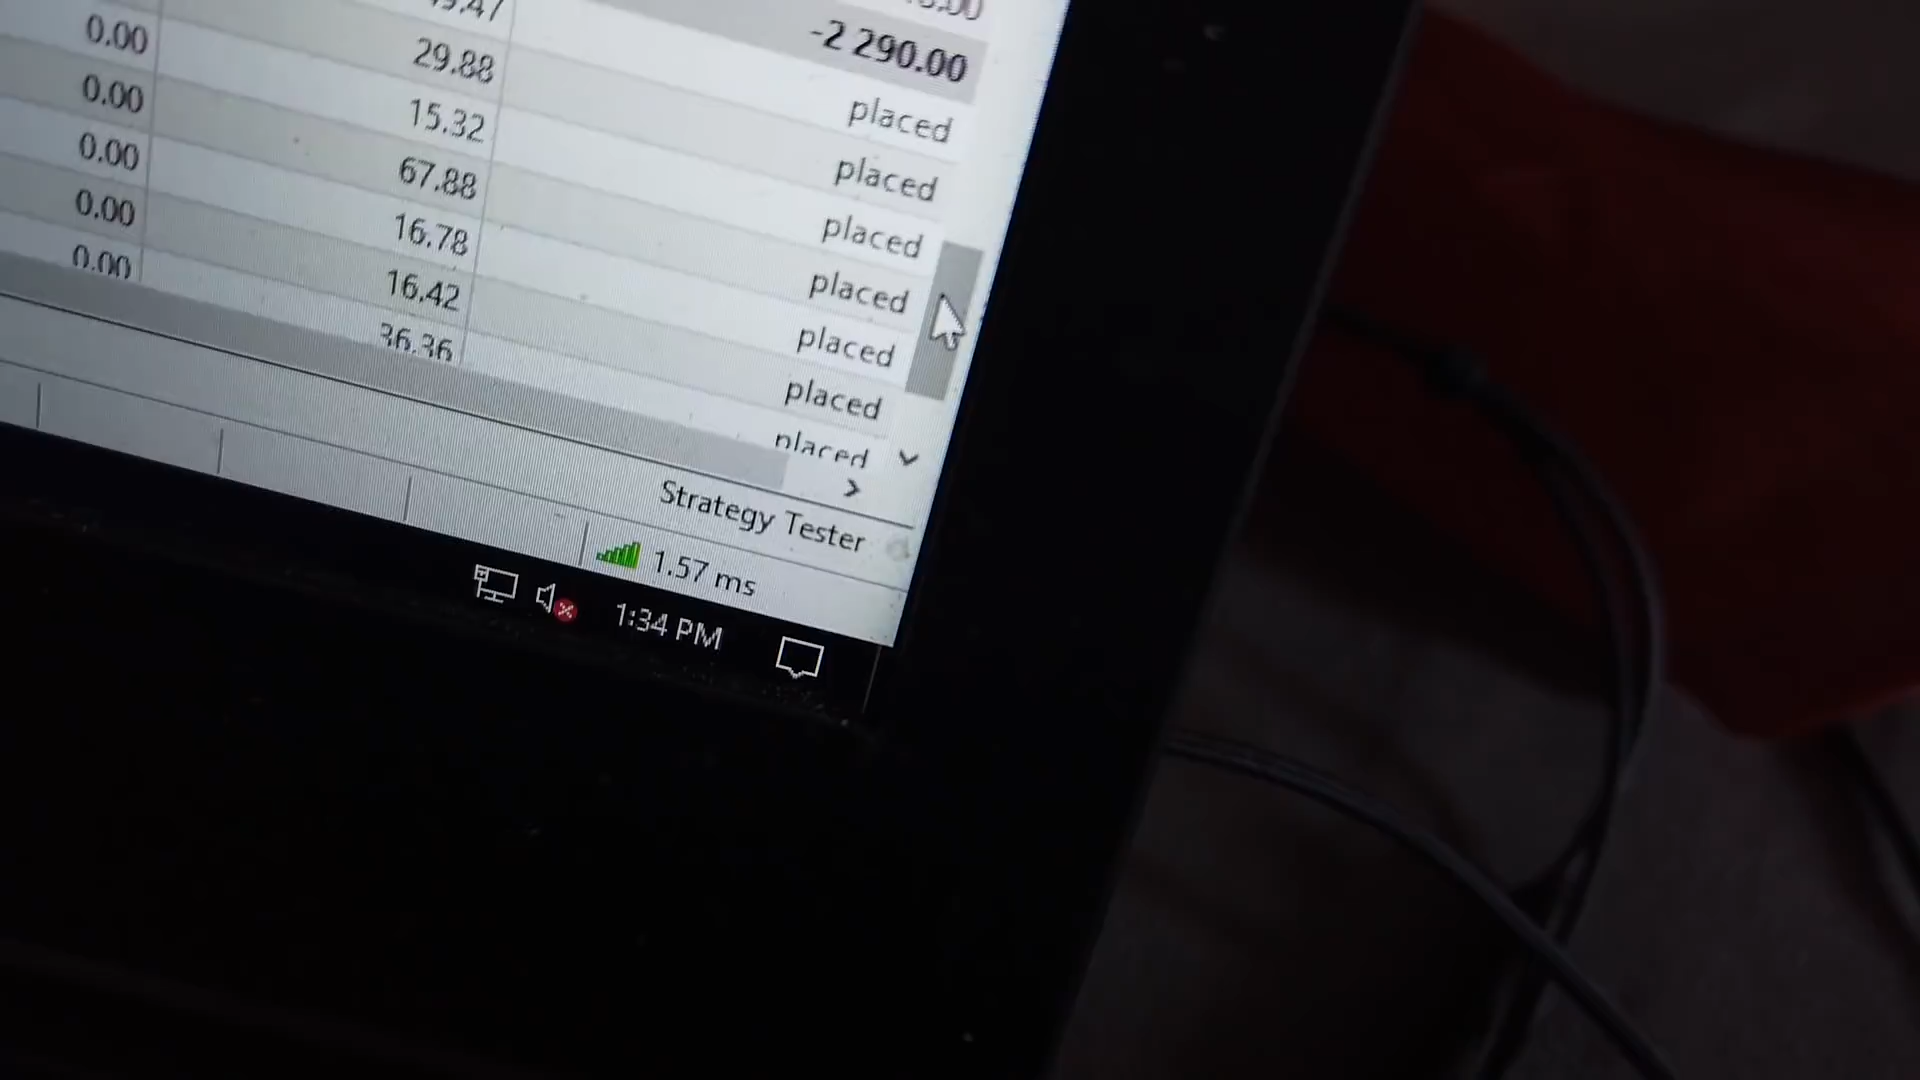 -2 290.00
0.00 29.88 placed
0.00 15.32 placed
0.00 67.88 placed
0.00 16.78 placed
0.00 16.42 placed
36.36 placed
placed
Strategy Tester
1.57 ms
1:34 PM